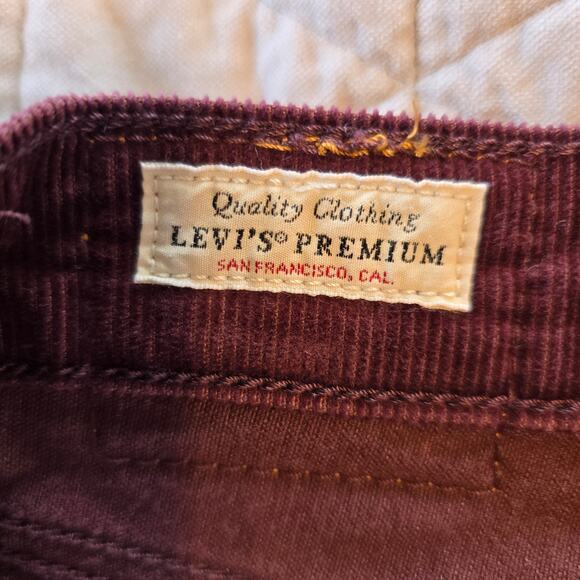 Quality Clothing
LEVI'S® PREMIUM
SAN FRANCISCO, CAL.